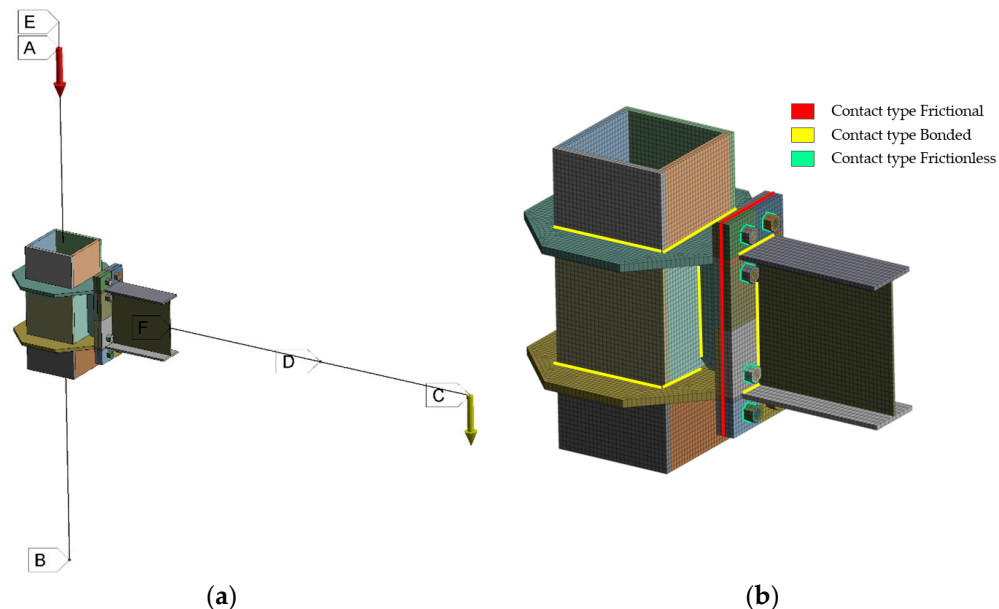 E
A
F
D
C
B
Contact type Frictional
Contact type Bonded
Contact type Frictionless
(a)
(b)